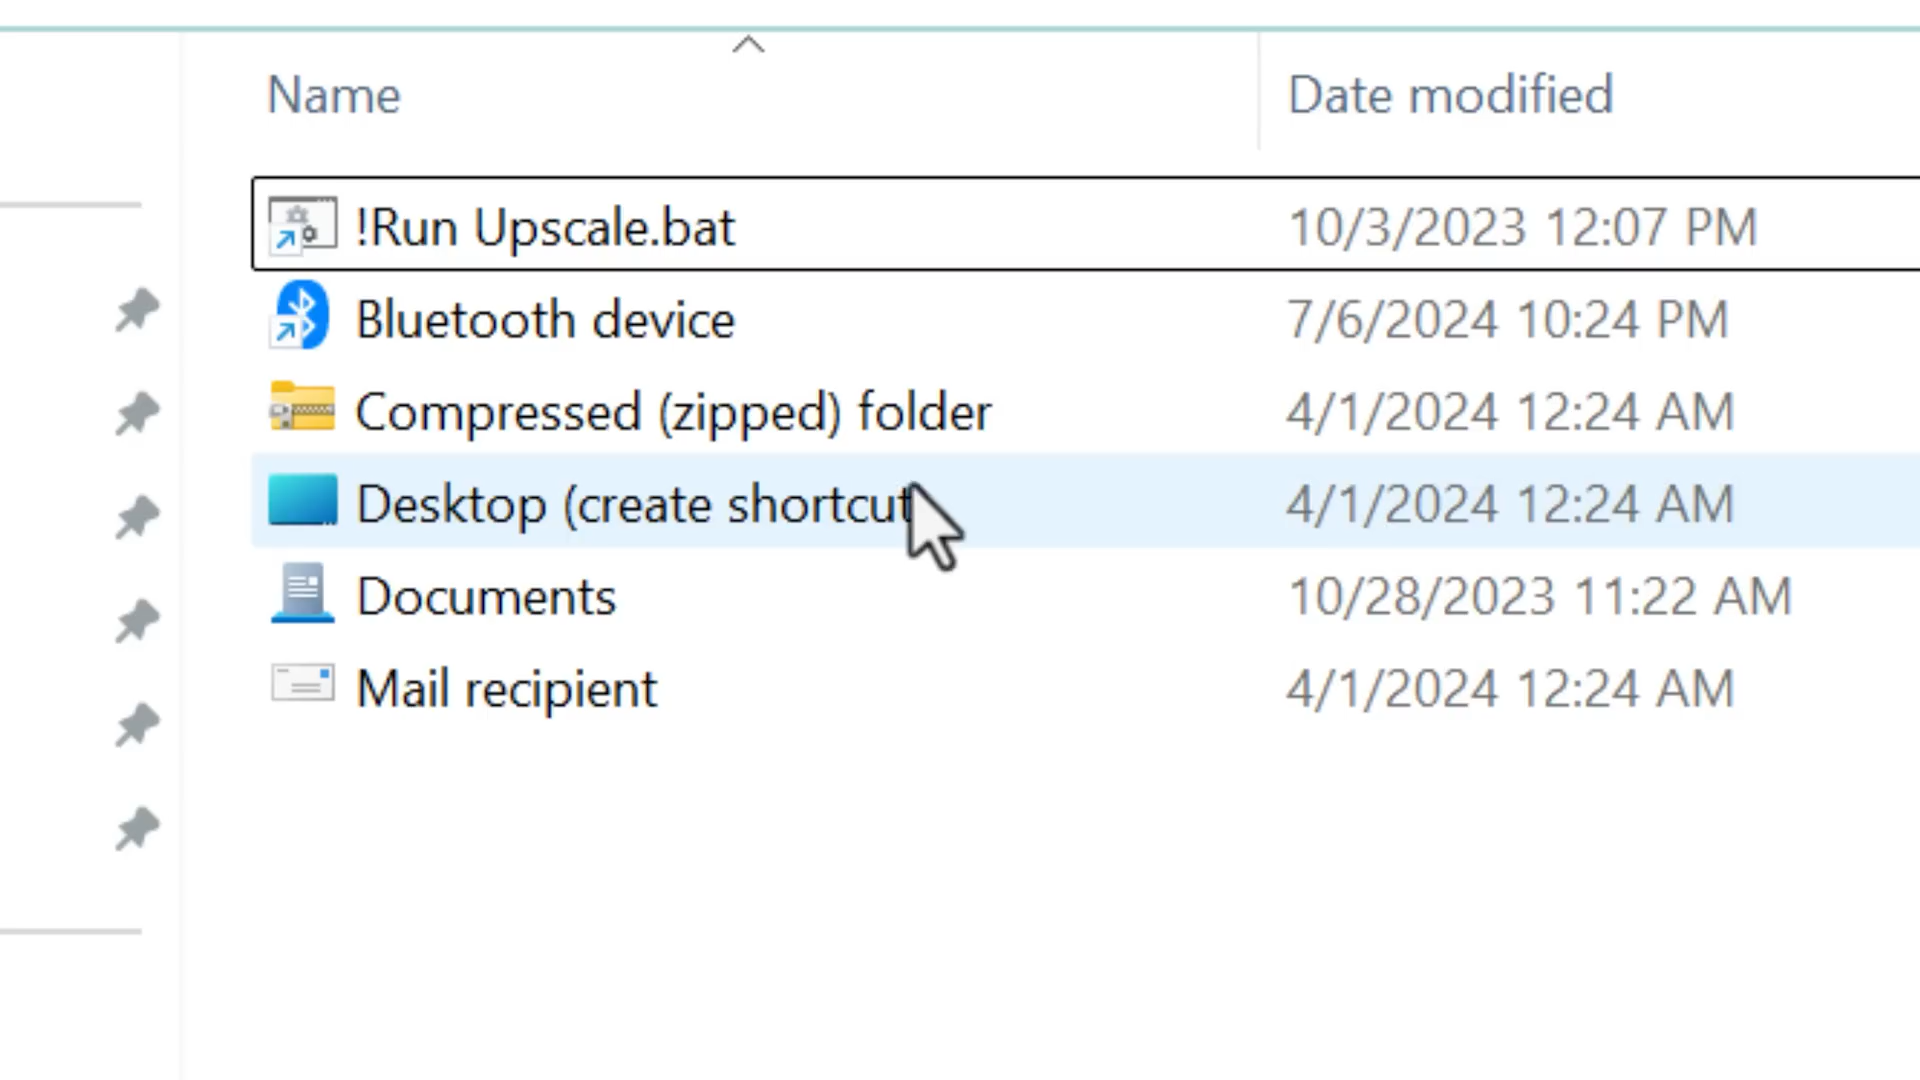 Name Date modified
!Run Upscale.bat 10/3/2023 12:07 PM
Bluetooth device 7/6/2024 10:24 PM
Compressed (zipped) folder 4/1/2024 12:24 AM
Desktop (create shortcut 4/1/2024 12:24 AM
Documents 10/28/2023 11:22 AM
Mail recipient 4/1/2024 12:24 AM